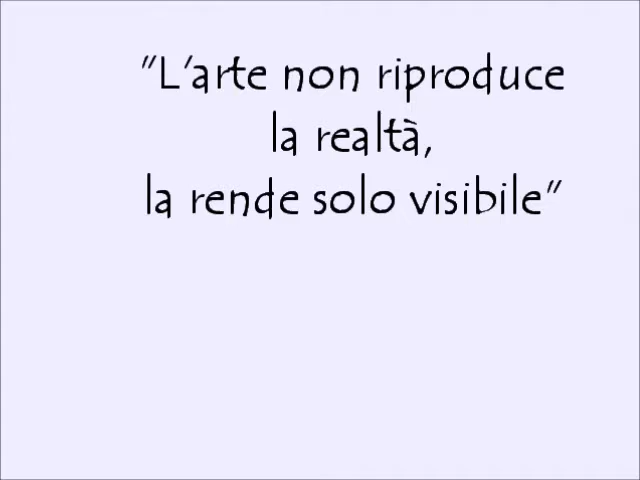 "L'arte non riproduce
la realtà,
la rende solo visibile"